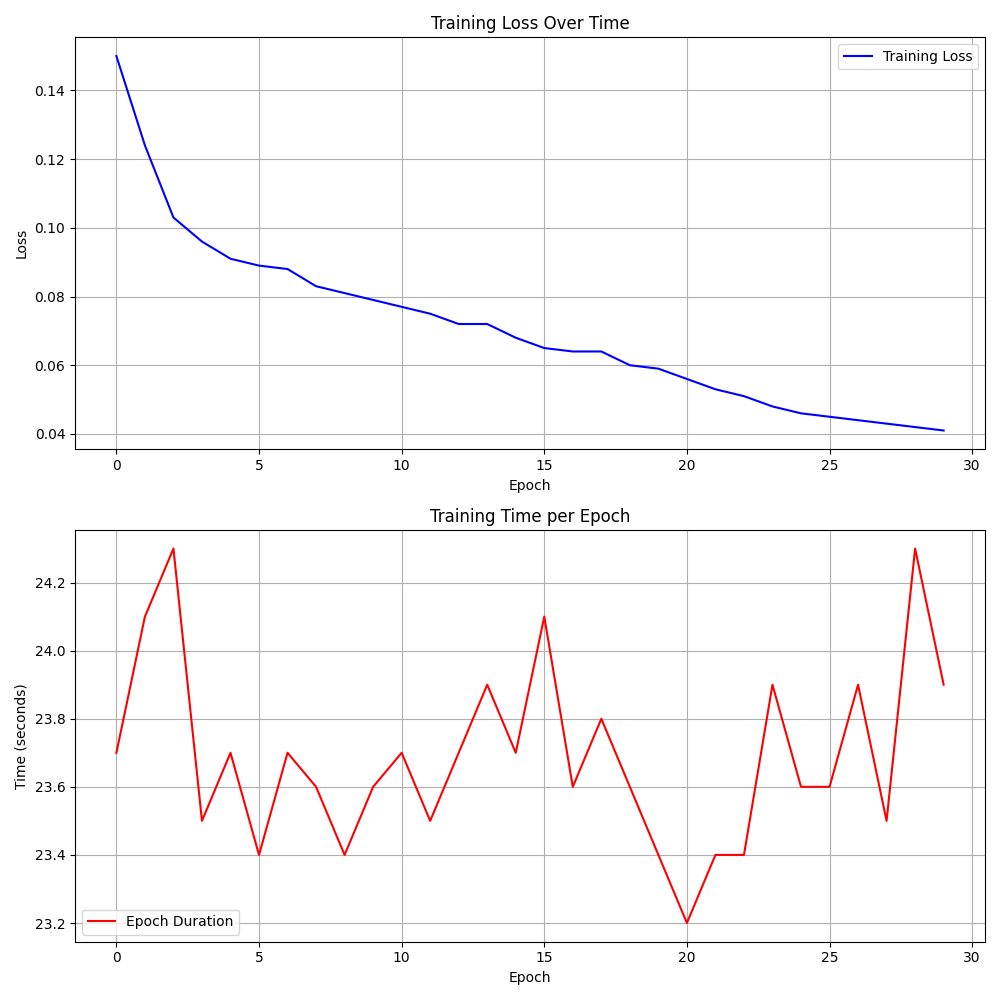 Training Loss Over Time
Training Loss
0.14
0.12
0.10
0.08
0.06
0.04
Loss
0 5 10 15 20 25 30
Epoch
Training Time per Epoch
24.2
24.0
23.8
23.6
23.4
23.2
Time (seconds)
Epoch Duration
0 5 10 15 20 25 30
Epoch